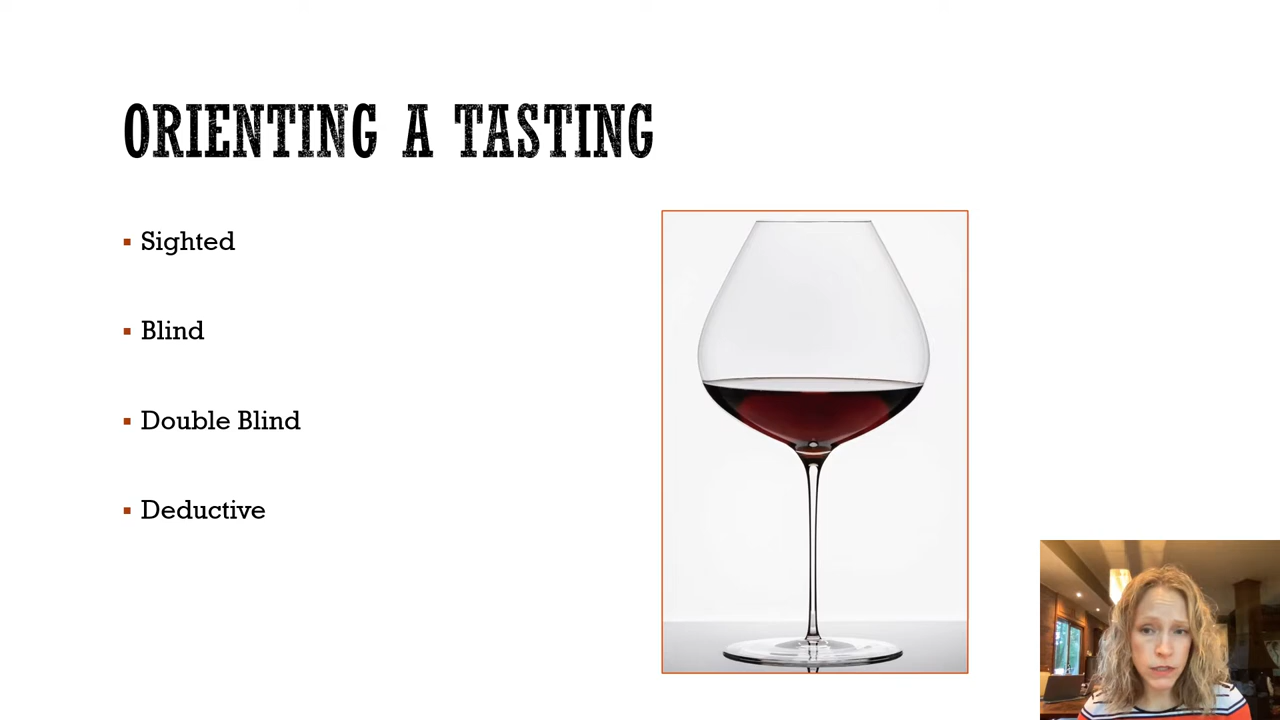 ORIENTING A TASTING
Sighted
Blind
Double Blind
Deductive